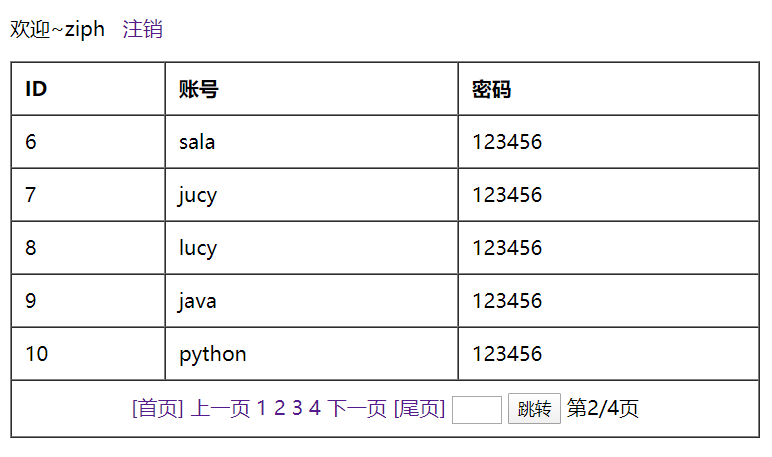 欢迎~ziph 注销
ID 账号 密码
6 sala 123456
7 jucy 123456
8 lucy 123456
9 java 123456
10 python 123456
[首页] 上一页 1 2 3 4 下一页 [尾页] 跳转 第2/4页